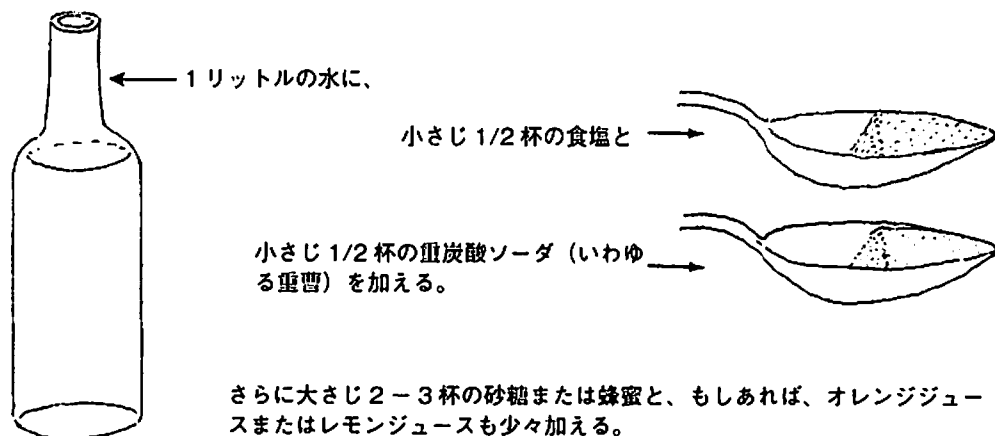 1リットルの水に、
小さじ1/2杯の食塩と
小さじ1/2杯の重炭酸ソーダ（いわゆ
る重曹）を加える。
さらに大さじ2－3杯の砂糖または蜂蜜と、もしあれば、オレンジジュー
スまたはレモンジュースも少々加える。